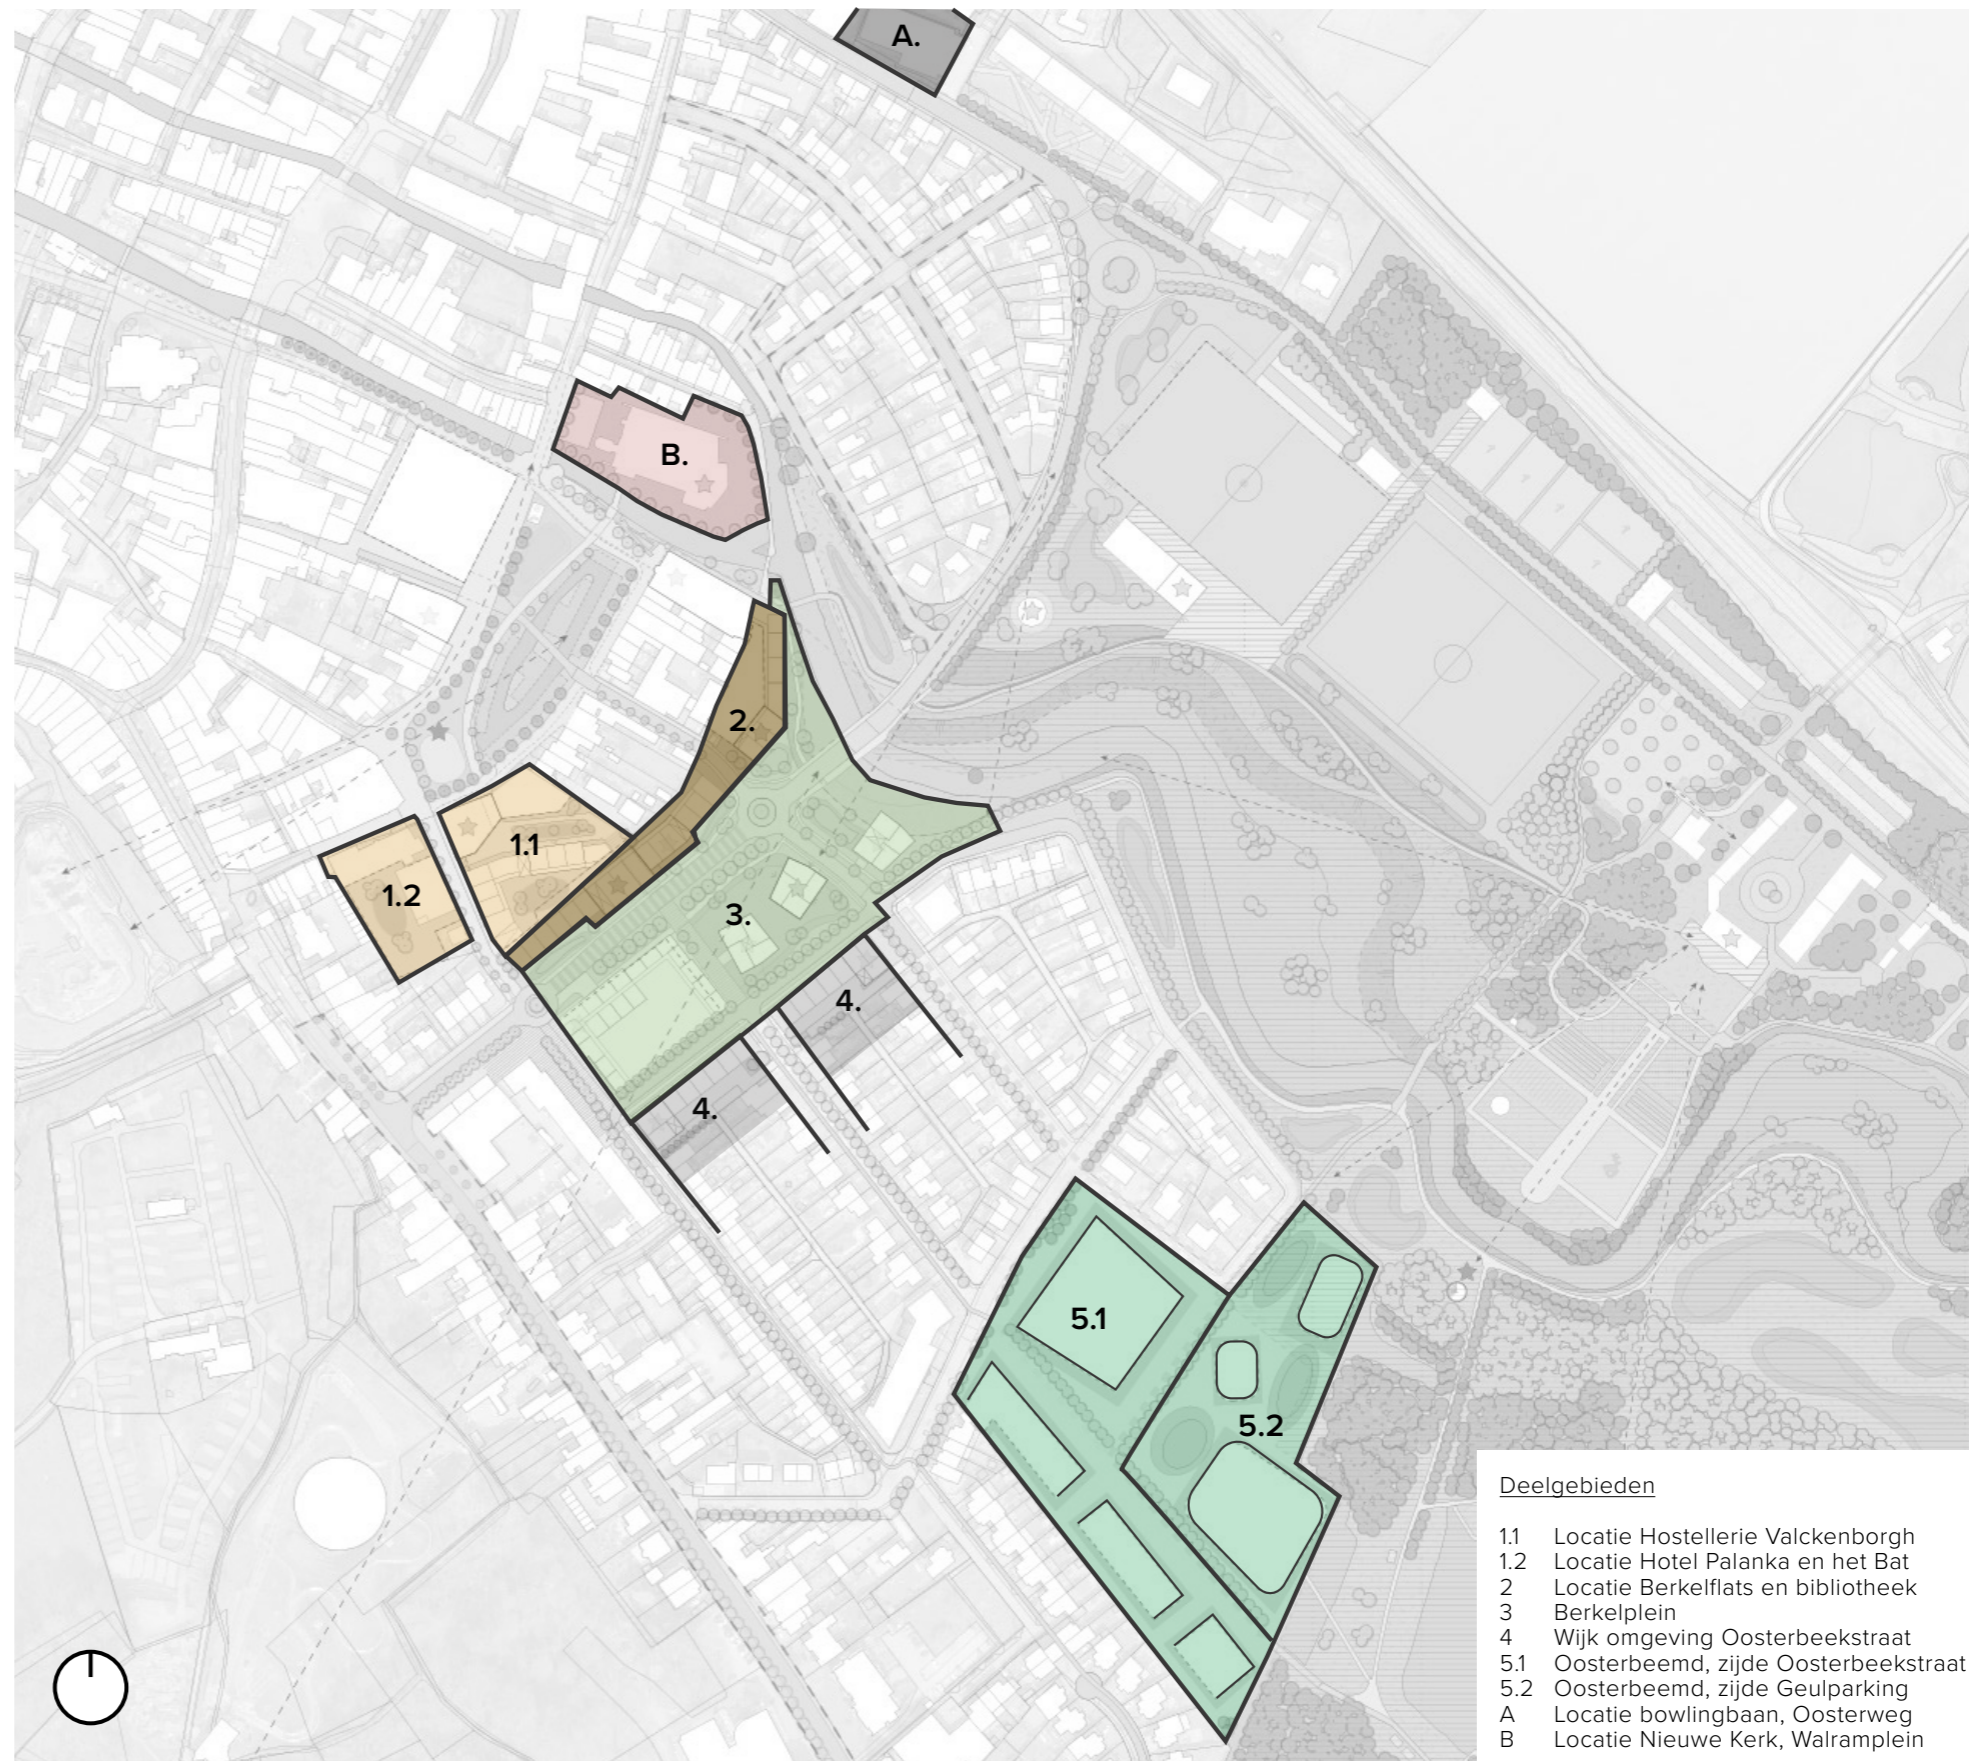 A.
B.
2.
1.1
1.2
3.
4.
4.
5.1
5.2
Deelgebieden
1.1 Locatie Hostellerie Valckenborgh
1.2 Locatie Hotel Palanka en het Bat
2 Locatie Berkelflats en bibliotheek
3 Berkelplein
4 Wijk omgeving Oosterbeekstraat
5.1 Oosterbeemd, zijde Oosterbeekstraat
5.2 Oosterbeemd, zijde Geulparking
A Locatie bowlingbaan, Oosterweg
B Locatie Nieuwe Kerk, Walramplein